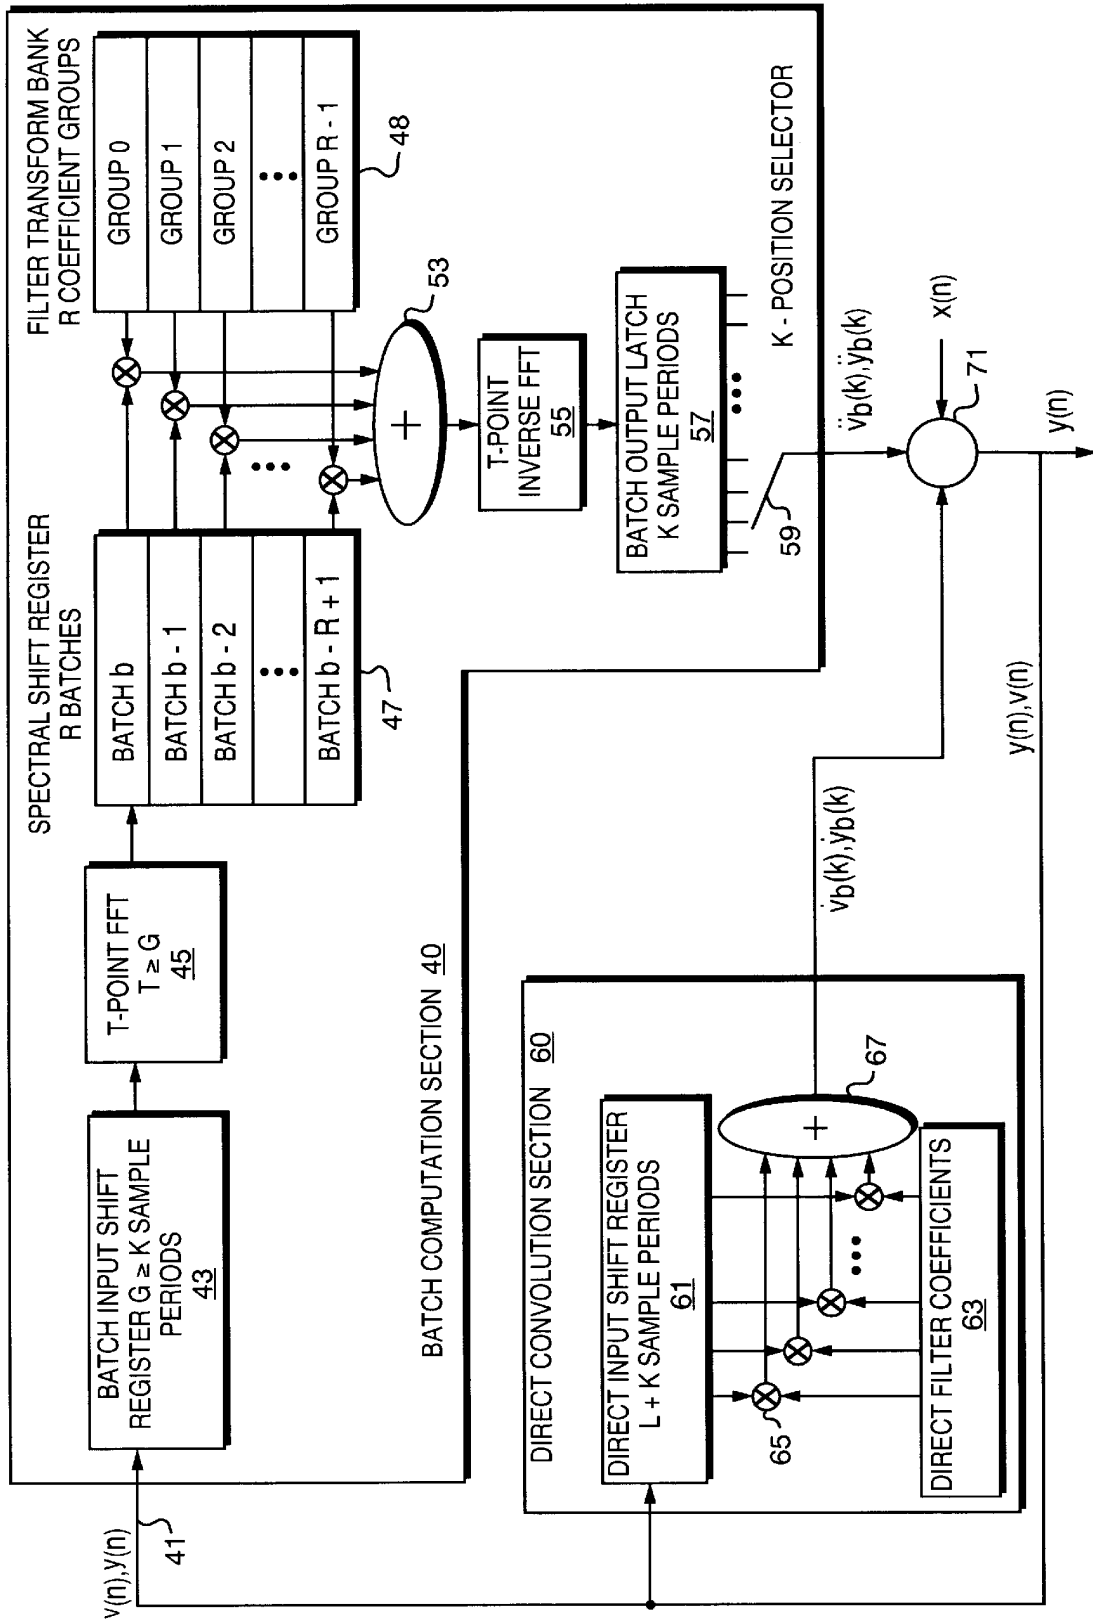 v(n),y(n)
41
BATCH INPUT SHIFT
REGISTER G ≥ K SAMPLE
PERIODS
43
T-POINT FFT
T ≥ G
45
SPECTRAL SHIFT REGISTER
R BATCHES
BATCH b
BATCH b - 1
BATCH b - 2
•••
BATCH b - R + 1
47
FILTER TRANSFORM BANK
R COEFFICIENT GROUPS
GROUP 0
GROUP 1
GROUP 2
•••
GROUP R - 1
48
•••
+
53
T-POINT
INVERSE FFT
55
BATCH OUTPUT LATCH
K SAMPLE PERIODS
57
•••
59
K - POSITION SELECTOR
BATCH COMPUTATION SECTION 40
DIRECT CONVOLUTION SECTION 60
DIRECT INPUT SHIFT REGISTER
L + K SAMPLE PERIODS
61
65
•••
+
67
DIRECT FILTER COEFFICIENTS
63
v̇b(k),ẏb(k)
v̈b(k),ÿb(k)
x(n)
71
y(n)
y(n),v(n)